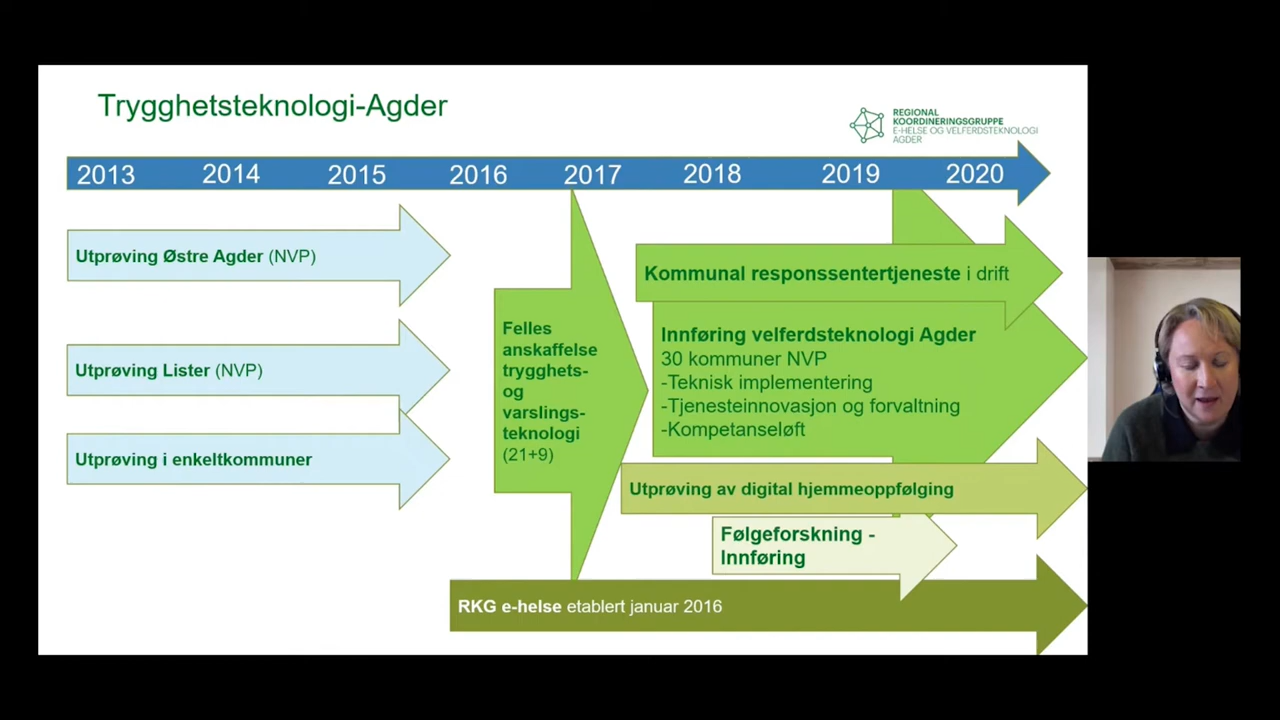 Trygghetsteknologi-Agder
REGIONAL
KOORDINERINGSGRUPPE
E-HELSE OG VELFERDSTEKNOLOGI
AGDER
2013 2014 2015 2016 2017 2018 2019 2020
Utprøving Østre Agder (NVP)
Utprøving Lister (NVP)
Utprøving i enkeltkommuner
Felles
anskaffelse
trygghets-
og
varslings-
teknologi
(21+9)
Kommunal responssentertjeneste i drift
Innføring velferdsteknologi Agder
30 kommuner NVP
-Teknisk implementering
-Tjenesteinnovasjon og forvaltning
-Kompetanseløft
Utprøving av digital hjemmeoppfølging
Følgeforskning -
Innføring
RKG e-helse etablert januar 2016